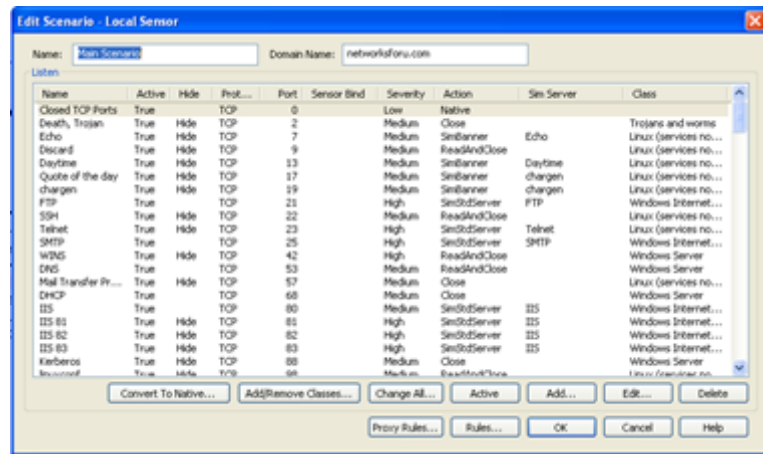 Edit Scenario - Local Sensor
Name: Main Scenario Domain Name: networksforu.com
Listen
Name Active Hide Prot... Port Sensor Bind Severity Action Sim Server Class
Closed TCP Ports True TCP 0 Low Native
Death, Trojan True Hide TCP 2 Medium Close Trojans and worms
Echo True Hide TCP 7 Medium SimBanner Echo Linux (services no...
Discard True Hide TCP 9 Medium ReadAndClose Linux (services no...
Daytime True Hide TCP 13 Medium SimBanner Daytime Linux (services no...
Quote of the day True Hide TCP 17 Medium SimBanner chargen Linux (services no...
chargen True Hide TCP 19 Medium SimBanner chargen Linux (services no...
FTP True TCP 21 High SimStdServer FTP Windows Internet...
SSH True Hide TCP 22 Medium ReadAndClose Linux (services no...
Telnet True Hide TCP 23 High SimStdServer Telnet Linux (services no...
SMTP True TCP 25 High SimStdServer SMTP Windows Internet...
WINS True Hide TCP 42 High ReadAndClose Windows Server
DNS True TCP 53 Medium ReadAndClose Windows Server
Mail Transfer Pr... True Hide TCP 57 Medium Close Linux (services no...
DHCP True TCP 68 Medium Close Windows Server
IIS True TCP 80 Medium SimStdServer IIS Windows Internet...
IIS 81 True Hide TCP 81 High SimStdServer IIS Windows Internet...
IIS 82 True Hide TCP 82 High SimStdServer IIS Windows Internet...
IIS 83 True Hide TCP 83 High SimStdServer IIS Windows Internet...
Kerberos True Hide TCP 88 Medium Close Windows Server
linuxconf True Hide TCP 98 Medium ReadAndClose Linux (services no...
Convert To Native... Add/Remove Classes... Change All... Active Add... Edit... Delete
Proxy Rules... Rules... OK Cancel Help